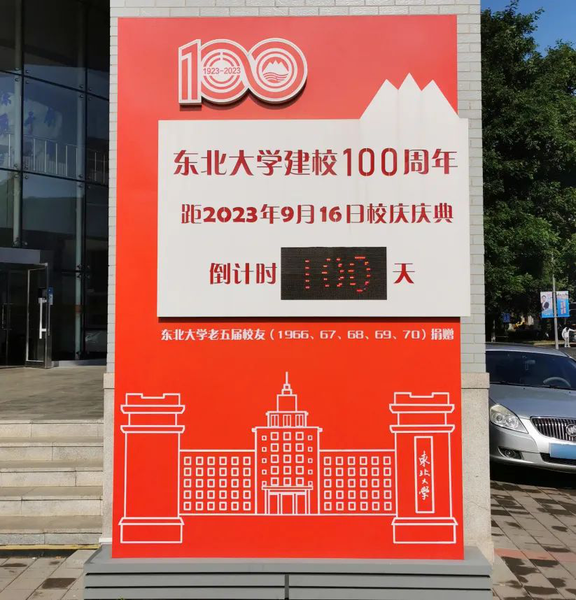 100
1923-2023
东北大学建校100周年
距2023年9月16日校庆庆典
倒计时 100 天
东北大学老五届校友（1966、67、68、69、70）捐赠
東北大學